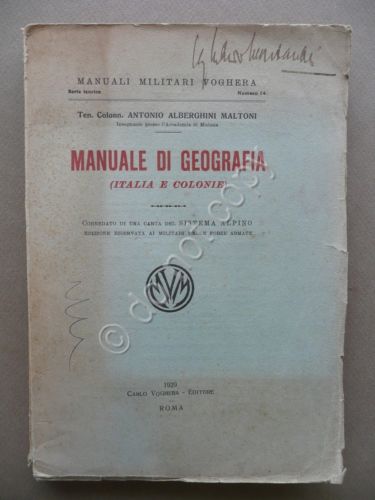 MANUALI MILITARI VOGHERA
Serie teorica Numero 14
Ten. Colonn. ANTONIO ALBERGHINI MALTONI
Insegnante presso l'Accademia di Modena
MANUALE DI GEOGRAFIA
(ITALIA E COLONIE)
CORREDATO DI UNA CARTA DEL SISTEMA ALPINO
EDIZIONE RISERVATA AI MILITARI DELLE FORZE ARMATE
MVM
1929
CARLO VOGHERA - EDITORE
ROMA